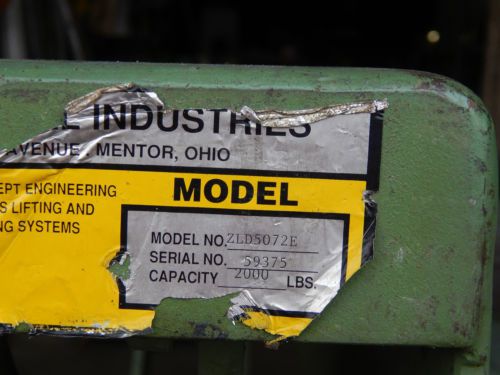 INDUSTRIES
AVENUE . MENTOR, OHIO
EPT ENGINEERING
S LIFTING AND
NG SYSTEMS
MODEL
MODEL NO. ZLD5072E
SERIAL NO. 59375
CAPACITY 2000 LBS.